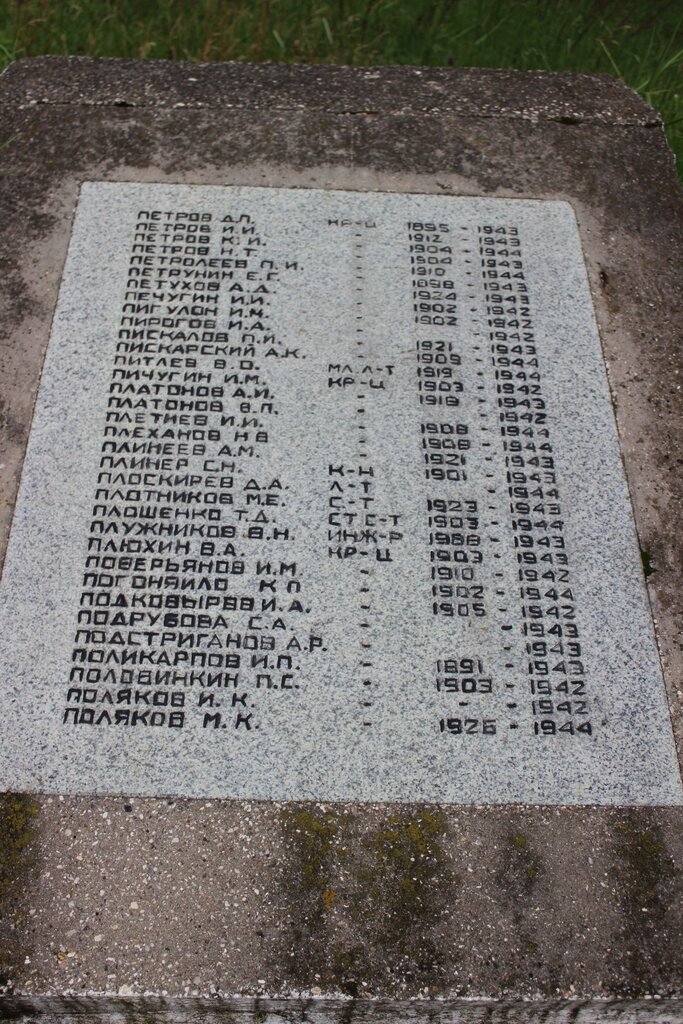 ПЕТРОВ Д.П. КР-Ц 1895 - 1943
ПЕТРОВ И.И. - 1912 - 1943
ПЕТРОВ К.И. - 1904 - 1944
ПЕТРОВ Н.Т. - 1904 - 1943
ПЕТРОЛЕЕВ П.И. - 1910 - 1944
ПЕТРУНИН Е.Г. - 1898 - 1943
ПЕТУХОВ А.Д. - 1924 - 1943
ПЕЧУГИН И.И. - 1902 - 1942
ПИГУЛОН И.М. - 1902 - 1942
ПИРОГОВ И.А. - 1942
ПИСКАЛОВ П.И. - 1921 - 1943
ПИСКАРСКИЙ А.К. - 1909 - 1944
ПИТЛЕВ В.О. МЛ.Л-Т 1919 - 1944
ПИЧУГИН И.М. КР-Ц 1903 - 1942
ПЛАТОНОВ А.И. - 1918 - 1943
ПЛАТОНОВ В.П. - - 1942
ПЛЕТНЕВ И.И. - 1908 - 1944
ПЛЕХАНОВ Н В - 1908 - 1944
ПЛИНЕЕВ А.М. - 1921 - 1943
ПЛИНЕР С.Н. К-Н 1901 - 1943
ПЛОСКИРЕВ Д.А. Л-Т - 1944
ПЛОТНИКОВ М.Е. С-Т 1923 - 1943
ПЛОЩЕНКО Т.Д. СТ С-Т 1903 - 1944
ПЛУЖНИКОВ В.Н. ИНЖ-Р 1988 - 1943
ПЛЮХИН В.А. КР-Ц 1903 - 1943
ПОВЕРЬЯНОВ И.М. - 1910 - 1942
ПОГОНЯЙЛО К П - 1902 - 1944
ПОДКОВЫРОВ И.А. - 1905 - 1942
ПОДРУБОВА С.А. - - 1943
ПОДСТРИГАНОВ А.Р. - - 1943
ПОЛИКАРПОВ И.П. - 1891 - 1943
ПОЛОВИНКИН П.С. - 1903 - 1942
ПОЛЯКОВ И.К. - - - 1942
ПОЛЯКОВ М.К. - 1926 - 1944